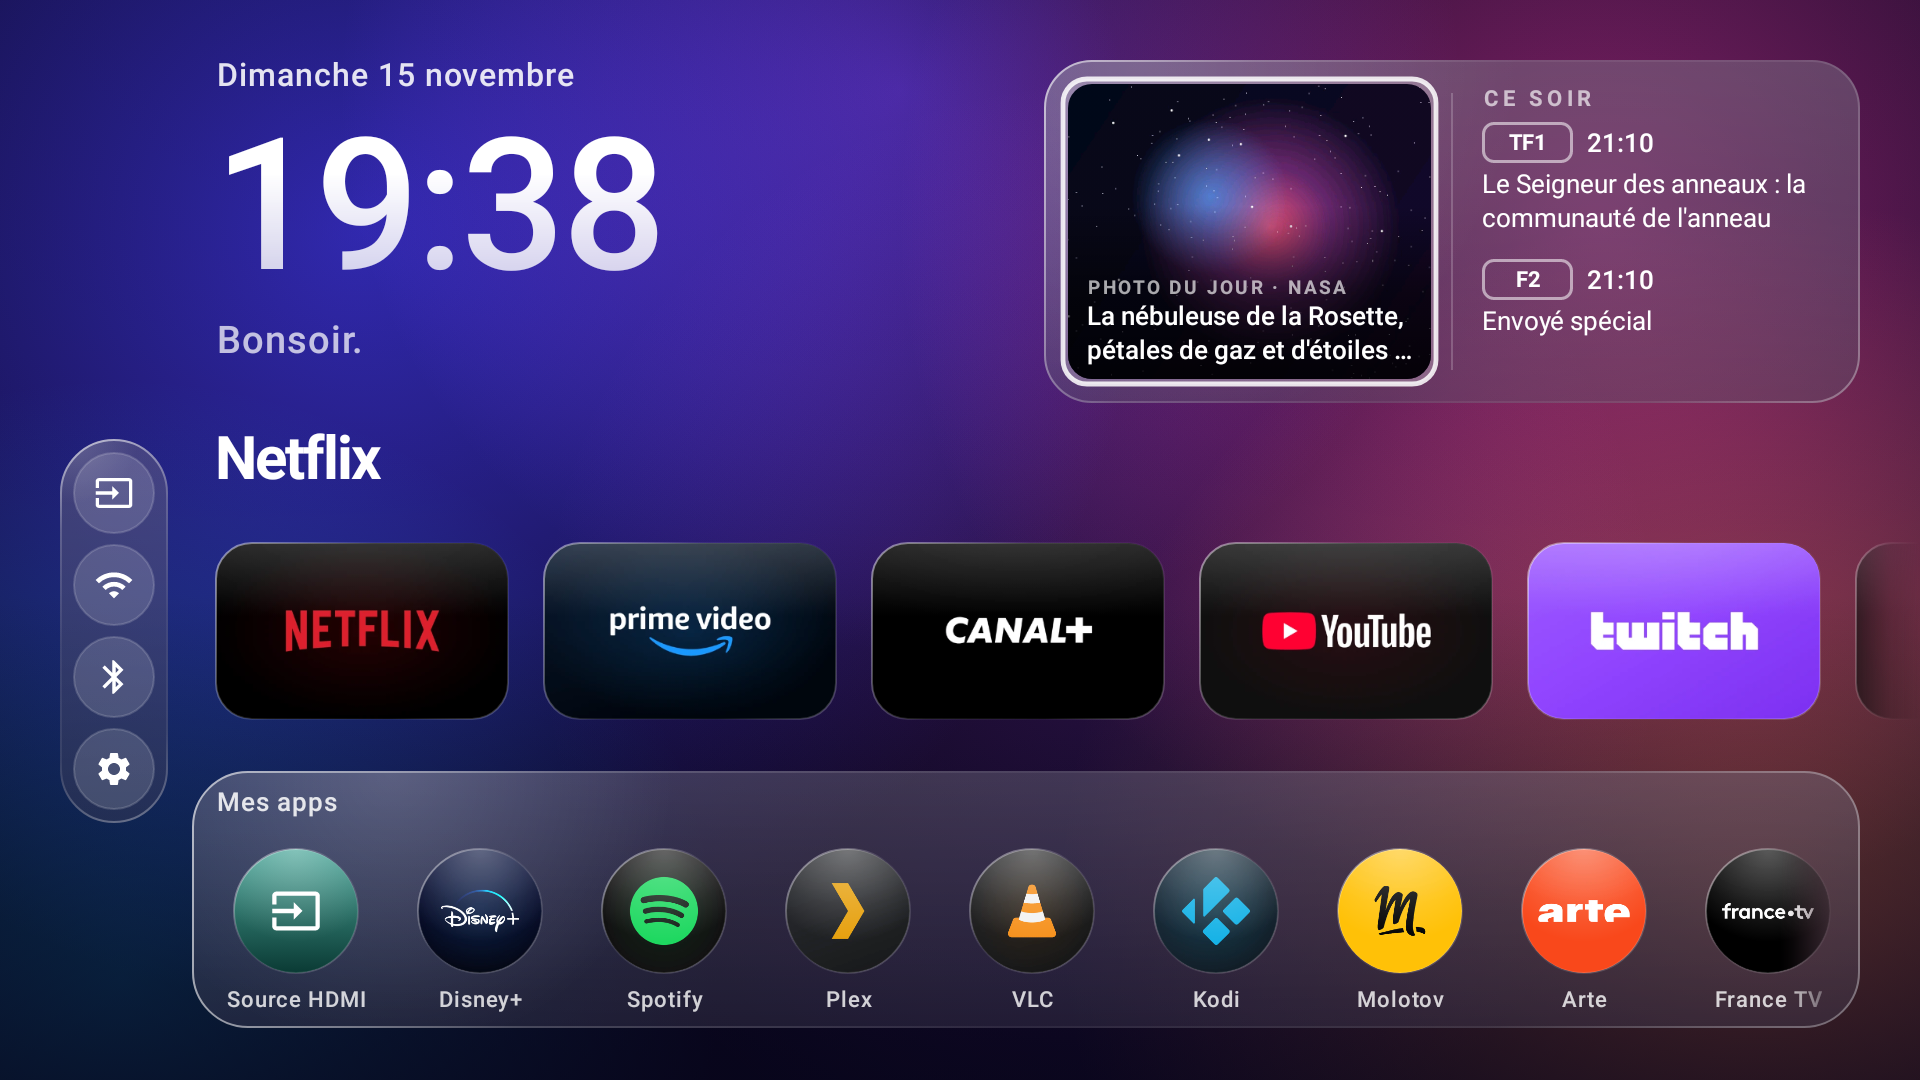 Dimanche 15 novembre
19:38
Bonsoir.
PHOTO DU JOUR · NASA
La nébuleuse de la Rosette,
pétales de gaz et d'étoiles ...
CE SOIR
TF1 21:10
Le Seigneur des anneaux : la
communauté de l'anneau
F2 21:10
Envoyé spécial
Netflix
NETFLIX
prime video
CANAL+
YouTube
twitch
Mes apps
Disney+
M.
arte
france•tv
Source HDMI
Disney+
Spotify
Plex
VLC
Kodi
Molotov
Arte
France TV